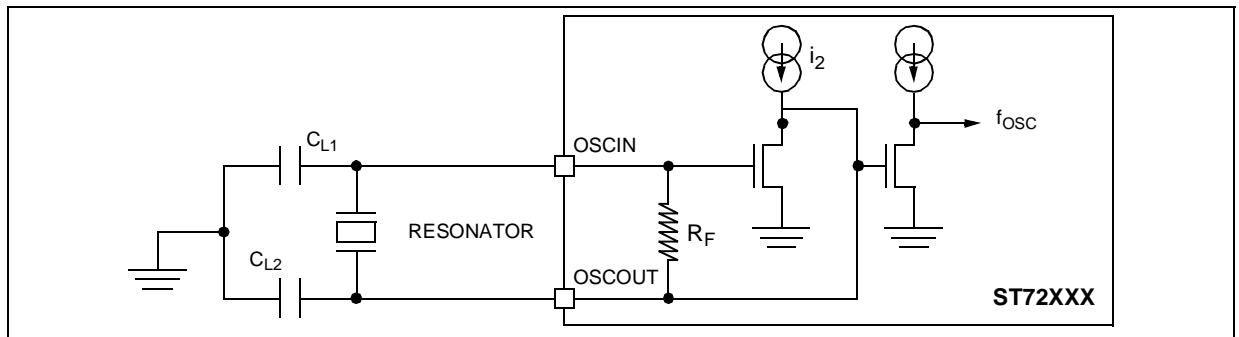 i2
fOSC
CL1
OSCIN
RESONATOR
RF
CL2
OSCOUT
ST72XXX